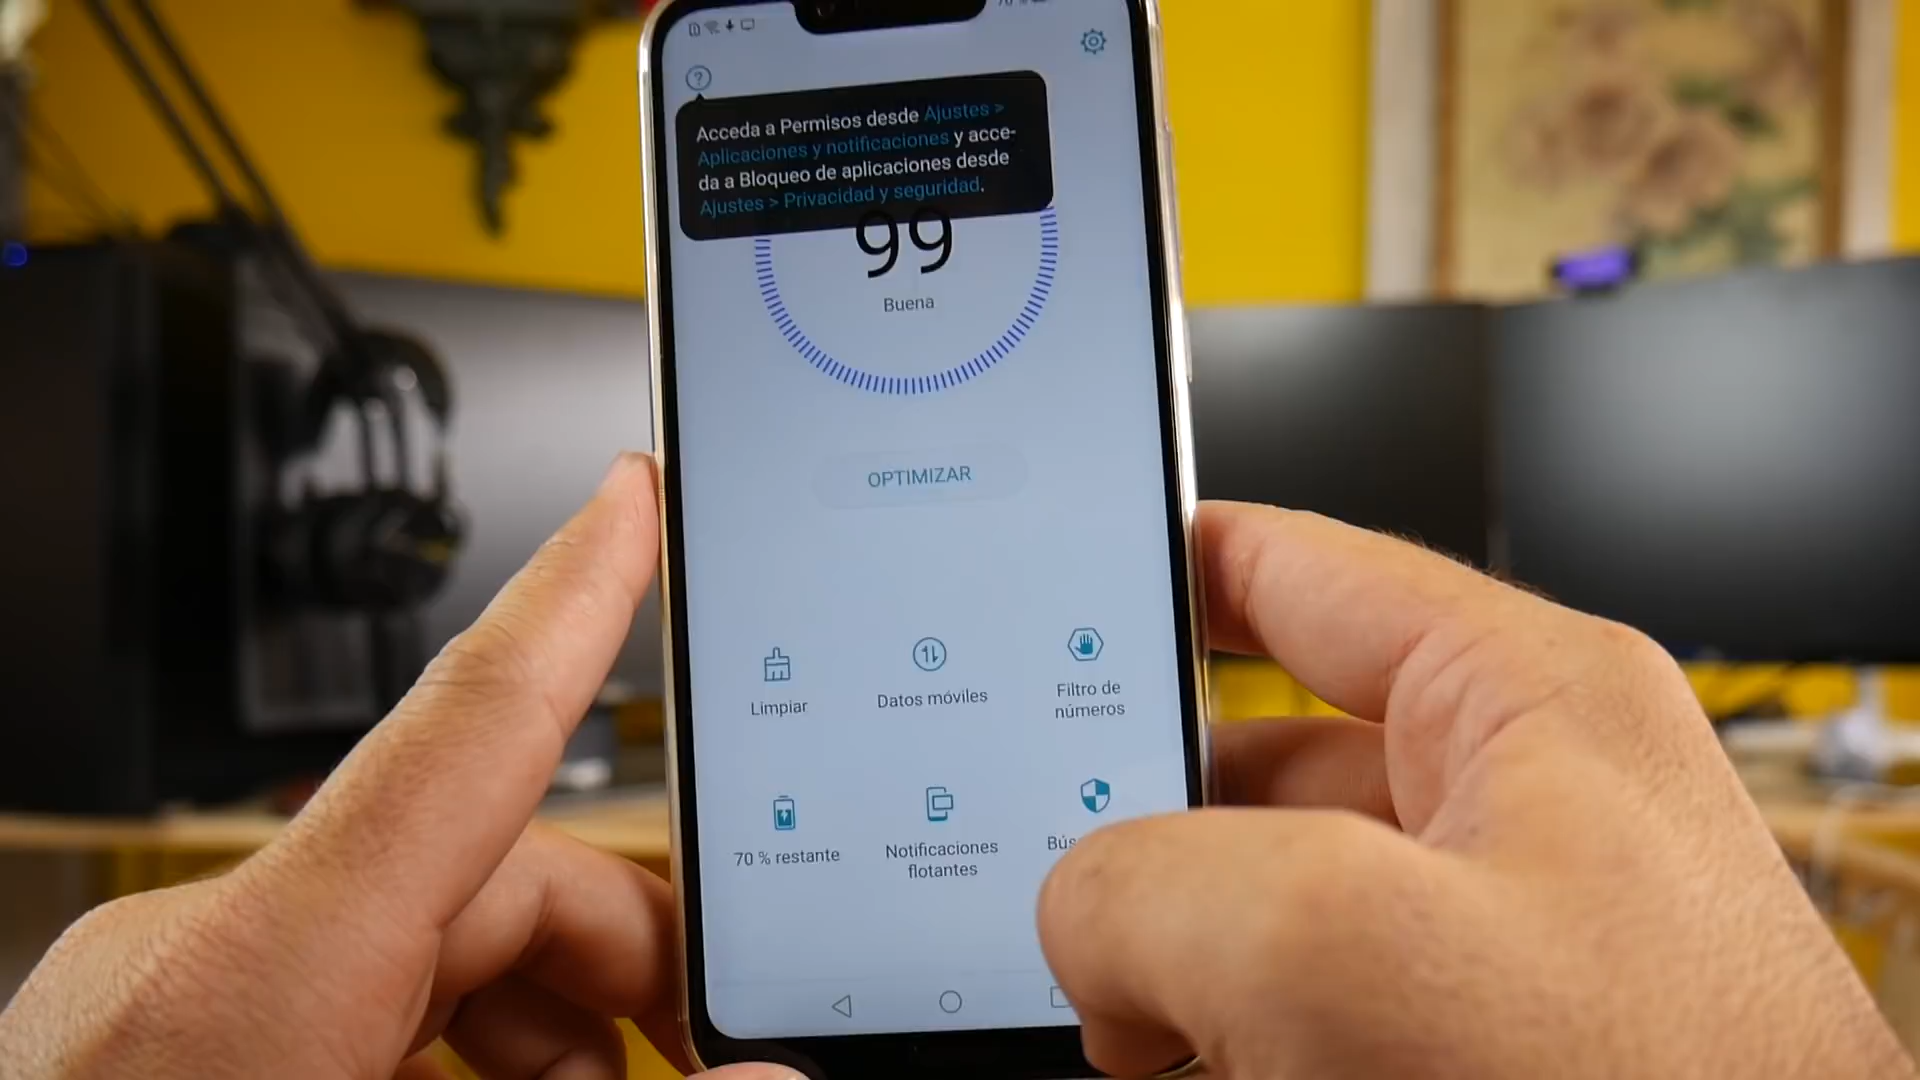 Acceda a Permisos desde Ajustes >
Aplicaciones y notificaciones y acce-
da a Bloqueo de aplicaciones desde
Ajustes > Privacidad y seguridad.
99
Buena
OPTIMIZAR
Limpiar
Datos móviles
Filtro de
números
70 % restante
Notificaciones
flotantes